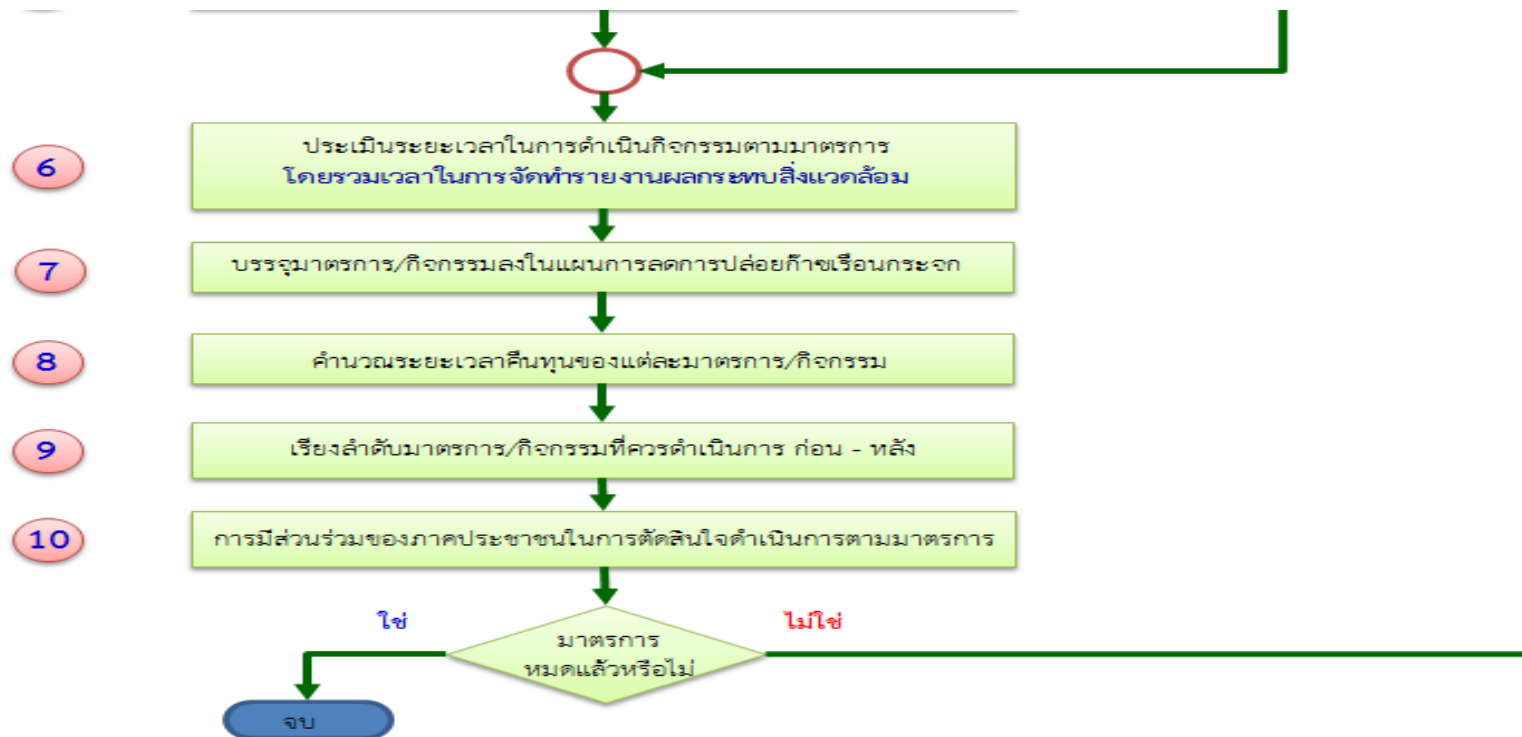 6
ประเมินระยะเวลาในการดำเนินกิจกรรมตามมาตรการ
โดยรวมเวลาในการจัดทำรายงานผลกระทบสิ่งแวดล้อม
7
บรรจุมาตรการ/กิจกรรมลงในแผนการลดการปล่อยก๊าซเรือนกระจก
8
คำนวณระยะเวลาคืนทุนของแต่ละมาตรการ/กิจกรรม
9
เรียงลำดับมาตรการ/กิจกรรมที่ควรดำเนินการ ก่อน - หลัง
10
การมีส่วนร่วมของภาคประชาชนในการตัดสินใจดำเนินการตามมาตรการ
ใช่
ไม่ใช่
มาตรการ
หมดแล้วหรือไม่
จบ